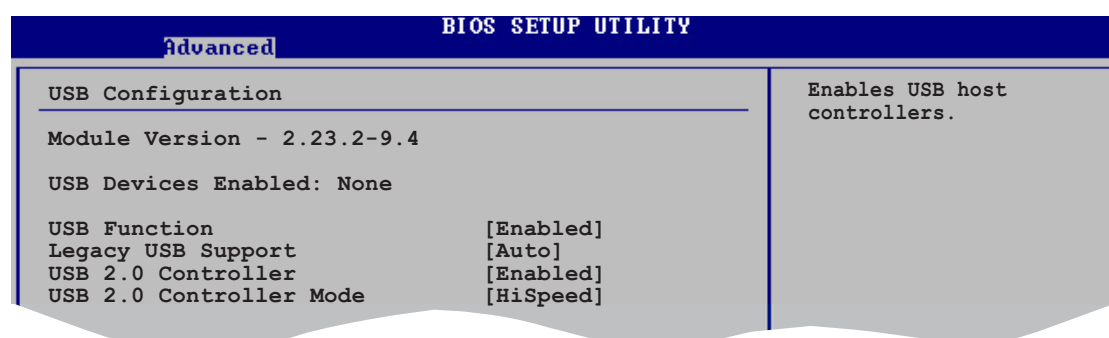 BIOS SETUP UTILITY
Advanced
USB Configuration
Module Version - 2.23.2-9.4
USB Devices Enabled: None
USB Function [Enabled]
Legacy USB Support [Auto]
USB 2.0 Controller [Enabled]
USB 2.0 Controller Mode [HiSpeed]
Enables USB host
controllers.